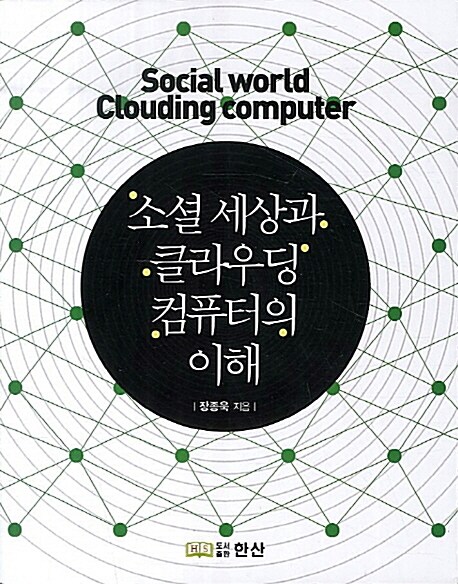 Social world
Clouding computer
소셜 세상과
클라우딩
컴퓨터의
이해
| 장종욱 지음 |
HS 도서출판 한산